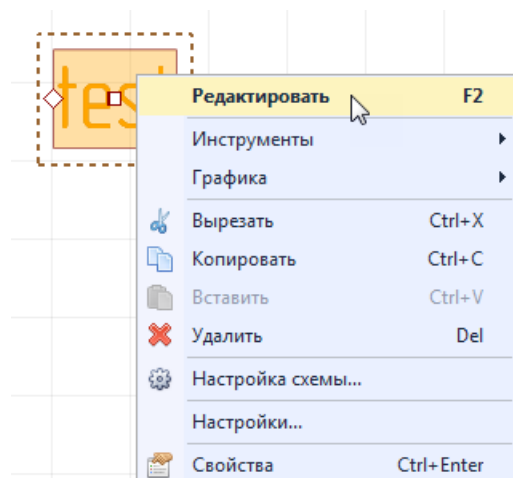 test
Редактировать F2
Инструменты
Графика
Вырезать Ctrl+X
Копировать Ctrl+C
Вставить Ctrl+V
Удалить Del
Настройка схемы...
Настройки...
Свойства Ctrl+Enter